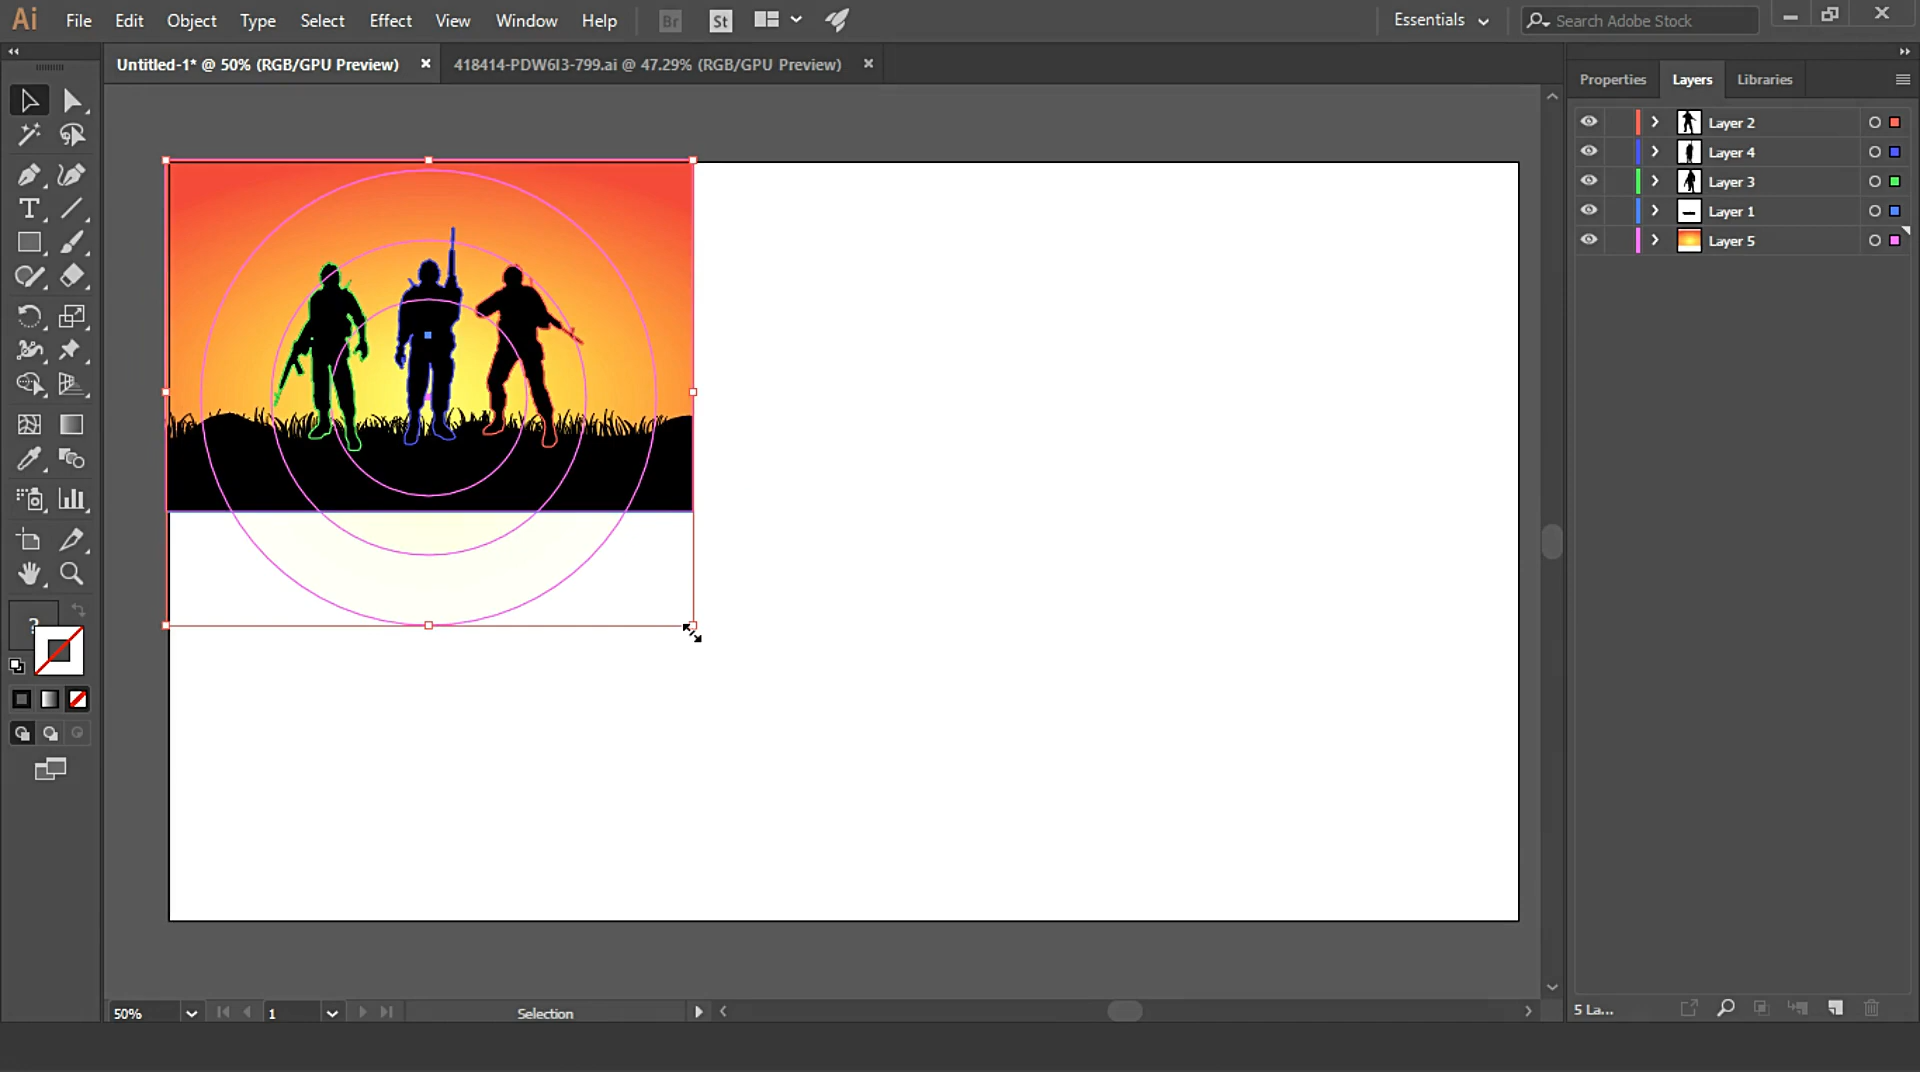 Ai File Edit Object Type Select Effect View Window Help Br St Essentials Search Adobe Stock
Untitled-1* @ 50% (RGB/GPU Preview) 418414-PDW6I3-799.ai @ 47.29% (RGB/GPU Preview)
Properties Layers Libraries
Layer 2
Layer 4
Layer 3
Layer 1
Layer 5
T
?
50% 1 Selection 5 La...